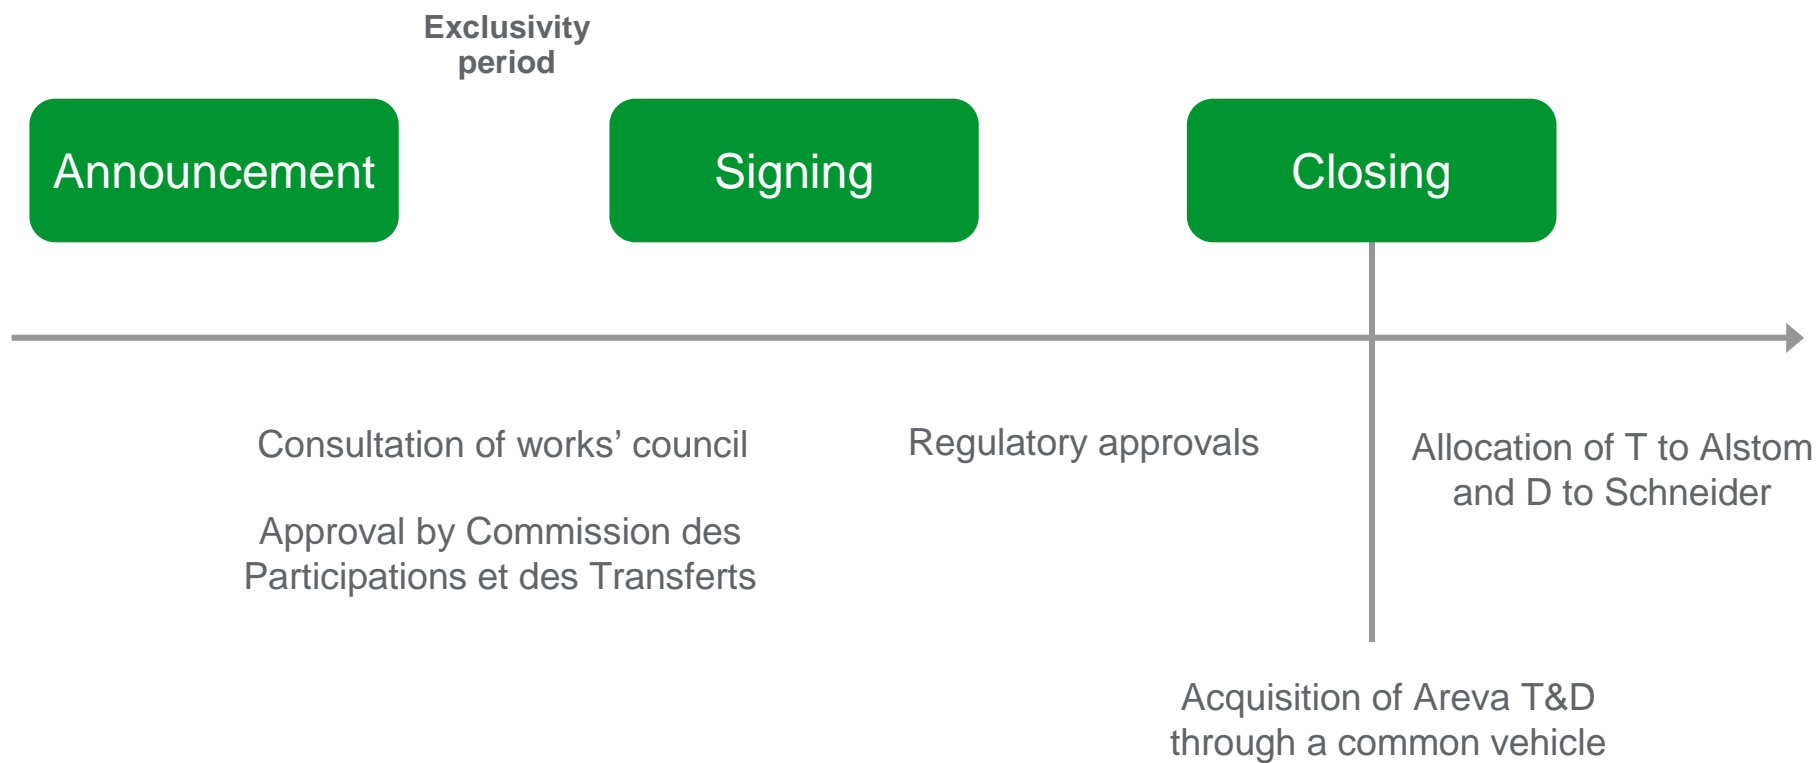 Exclusivity
period
Announcement
Signing
Closing
Consultation of works’ council
Approval by Commission des
Participations et des Transferts
Regulatory approvals
Allocation of T to Alstom
and D to Schneider
Acquisition of Areva T&D
through a common vehicle